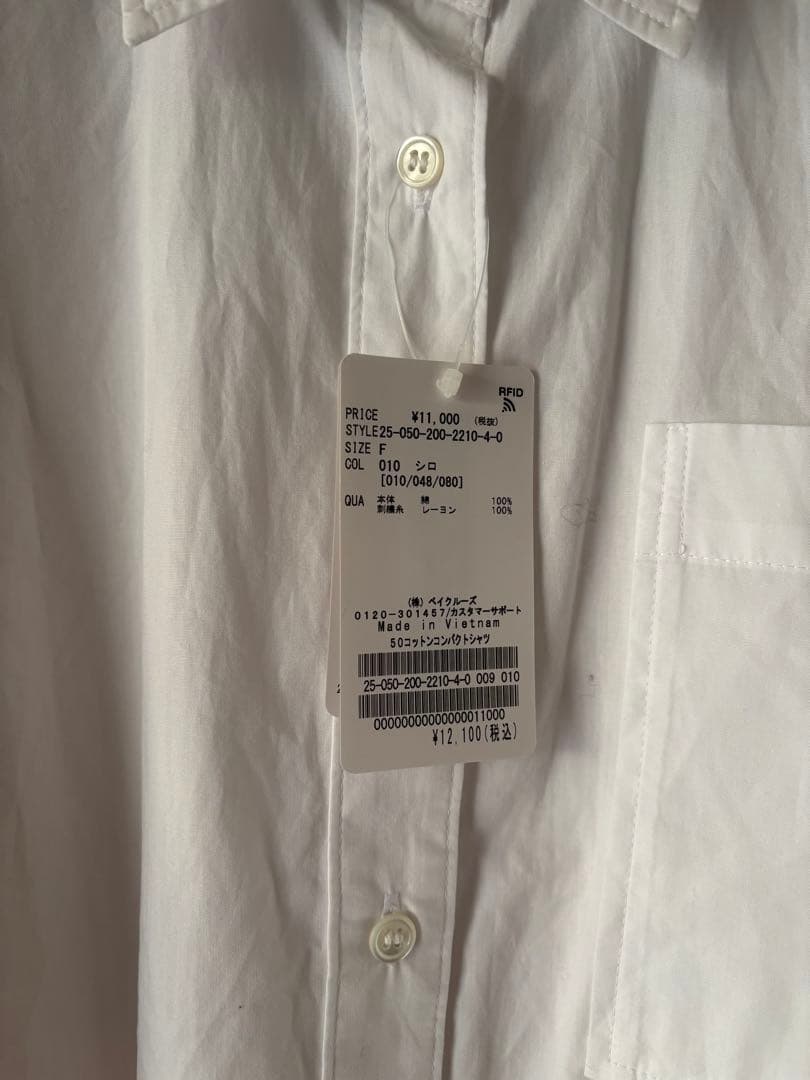 RFID
PRICE ¥11,000 (税抜)
STYLE25-050-200-2210-4-0
SIZE F
COL 010 シロ
[010/048/080]
QUA 本体 綿 100%
刺繍糸 レーヨン 100%
(株) ベイクルーズ
0120-301457/カスタマーサポート
Made in Vietnam
50コットンコンパクトシャツ
25-050-200-2210-4-0 009 010
00000000000000011000
¥12,100(税込)
2